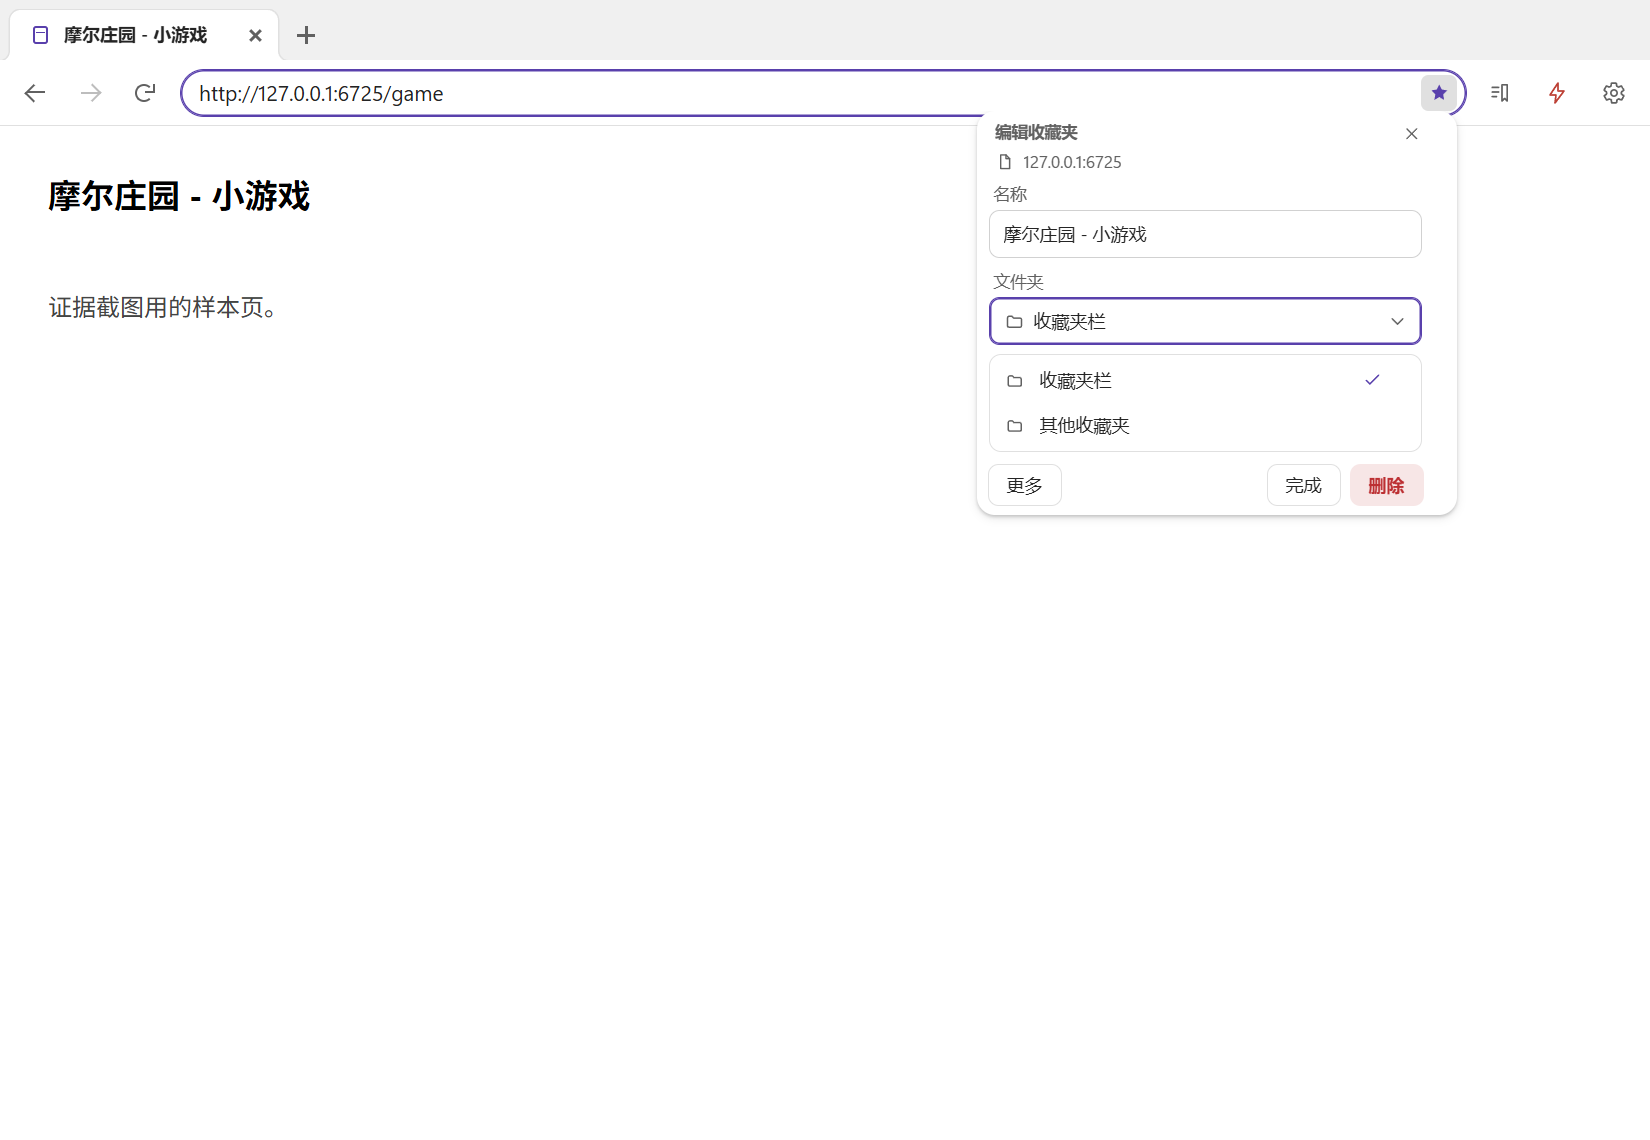 摩尔庄园 - 小游戏
http://127.0.0.1:6725/game
编辑收藏夹
127.0.0.1:6725
名称
摩尔庄园 - 小游戏
文件夹
收藏夹栏
收藏夹栏
其他收藏夹
更多
完成
删除
摩尔庄园 - 小游戏
证据截图用的样本页。